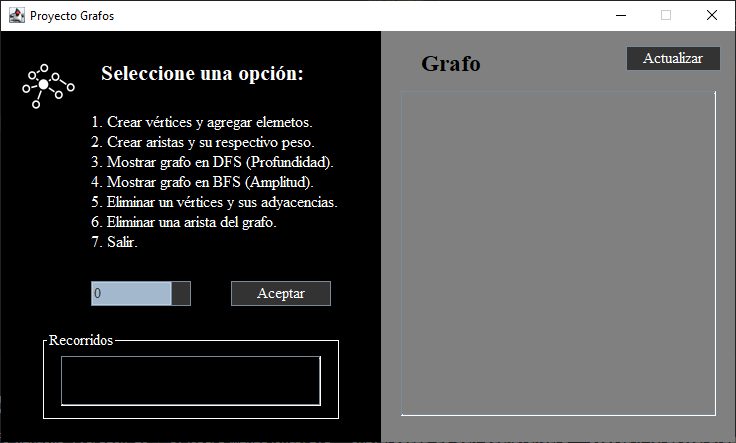 Proyecto Grafos
Seleccione una opción:
1. Crear vértices y agregar elemetos.
2. Crear aristas y su respectivo peso.
3. Mostrar grafo en DFS (Profundidad).
4. Mostrar grafo en BFS (Amplitud).
5. Eliminar un vértices y sus adyacencias.
6. Eliminar una arista del grafo.
7. Salir.
0
Aceptar
Recorridos
Grafo
Actualizar